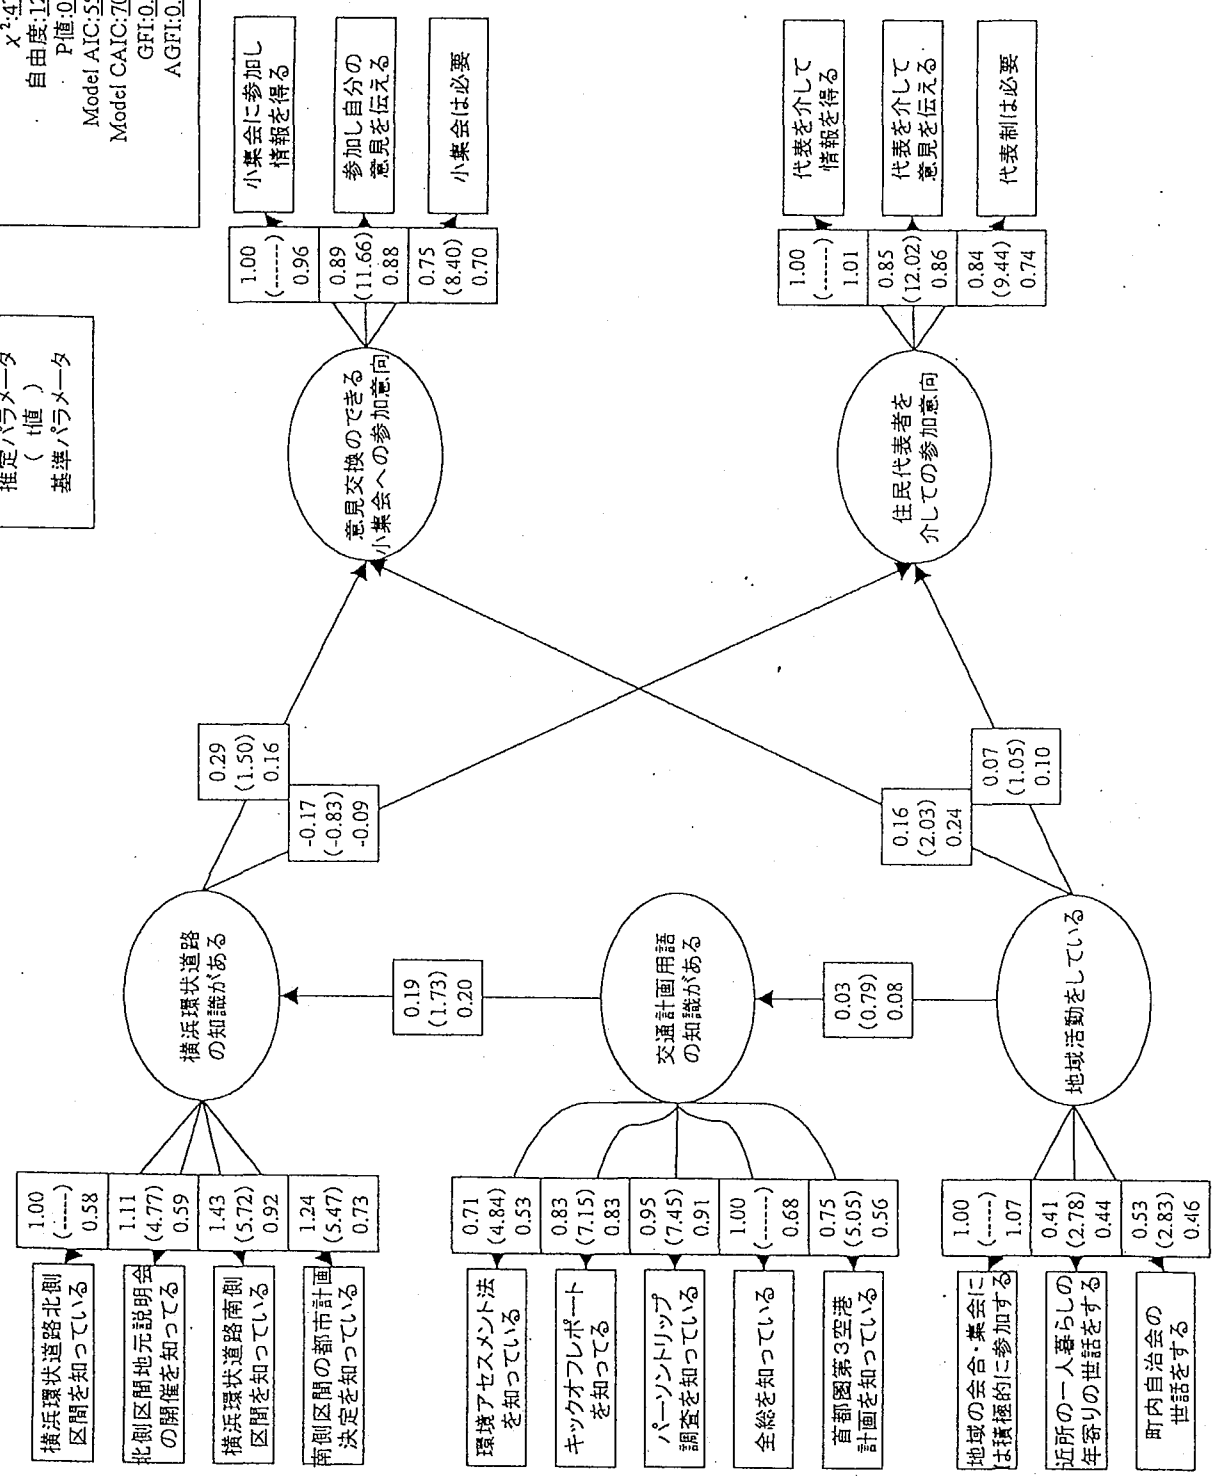 χ²:4
自由度:12
P値:0.
Model AIC:5
Model CAIC:70
GFI:0.
AGFI:0.
推定パラメータ
( t値 )
基準パラメータ
小集会に参加し
情報を得る
参加し自分の
意見を伝える
小集会は必要
1.00
(------)
0.96
0.89
(11.66)
0.88
0.75
(8.40)
0.70
代表を介して
情報を得る
代表を介して
意見を伝える
代表制は必要
1.00
(------)
1.01
0.85
(12.02)
0.86
0.84
(9.44)
0.74
意見交換のできる
小集会への参加意向
住民代表者を
介しての参加意向
0.29
(1.50)
0.16
-0.17
(-0.83)
-0.09
0.16
(2.03)
0.24
0.07
(1.05)
0.10
横浜環状道路
の知識がある
0.19
(1.73)
0.20
交通計画用語
の知識がある
0.03
(0.79)
0.08
地域活動をしている
1.00
(-----)
0.58
1.11
(4.77)
0.59
1.43
(5.72)
0.92
1.24
(5.47)
0.73
横浜環状道路北側
区間を知っている
北側区間地元説明会
の開催を知ってる
横浜環状道路南側
区間を知っている
南側区間の都市計画
決定を知っている
0.71
(4.84)
0.53
0.83
(7.15)
0.83
0.95
(7.45)
0.91
1.00
(-----)
0.68
0.75
(5.05)
0.56
環境アセスメント法
を知っている
キックオフレポート
を知ってる
パーソントリップ
調査を知っている
全総を知っている
首都圏第3空港
計画を知っている
1.00
(-----)
1.07
0.41
(2.78)
0.44
0.53
(2.83)
0.46
地域の会合・集会に
は積極的に参加する
近所の一人暮らしの
年寄りの世話をする
町内自治会の
世話をする